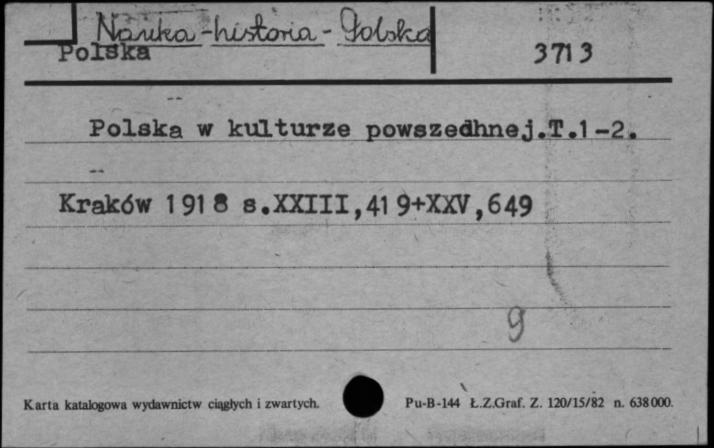 Nauka-historia-Polska
Polska
3713
Polska w kulturze powszedhnej.T.1-2.
Kraków 1918 s.XXIII,419+XXV,649
9
Karta katalogowa wydawnictw ciągłych i zwartych.
Pu-B-144 Ł.Z.Graf. Z. 120/15/82 n. 638000.